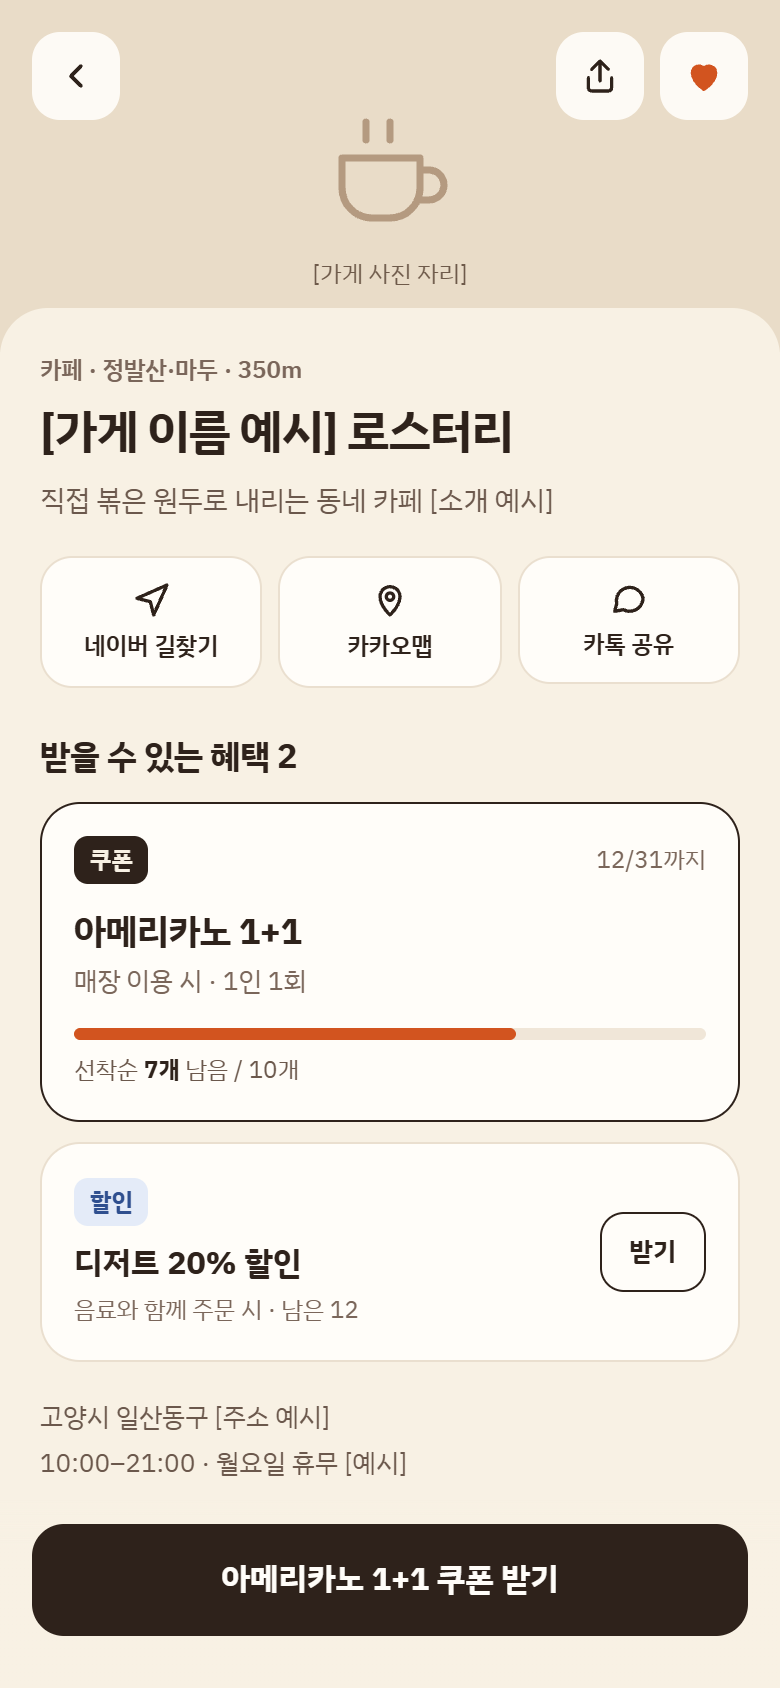 [가게 사진 자리]
카페 · 정발산·마두 · 350m
[가게 이름 예시] 로스터리
직접 볶은 원두로 내리는 동네 카페 [소개 예시]
네이버 길찾기
카카오맵
카톡 공유
받을 수 있는 혜택 2
쿠폰
12/31까지
아메리카노 1+1
매장 이용 시 · 1인 1회
선착순 7개 남음 / 10개
할인
디저트 20% 할인
받기
음료와 함께 주문 시 · 남은 12
고양시 일산동구 [주소 예시]
10:00–21:00 · 월요일 휴무 [예시]
아메리카노 1+1 쿠폰 받기